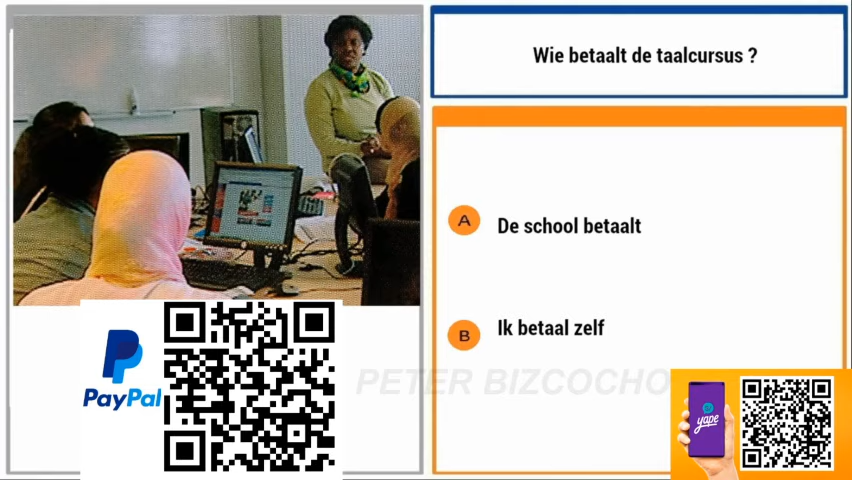 Wie betaalt de taalcursus ?
A
De school betaalt
B
Ik betaal zelf
PETER BIZCOCHO
PayPal
yape